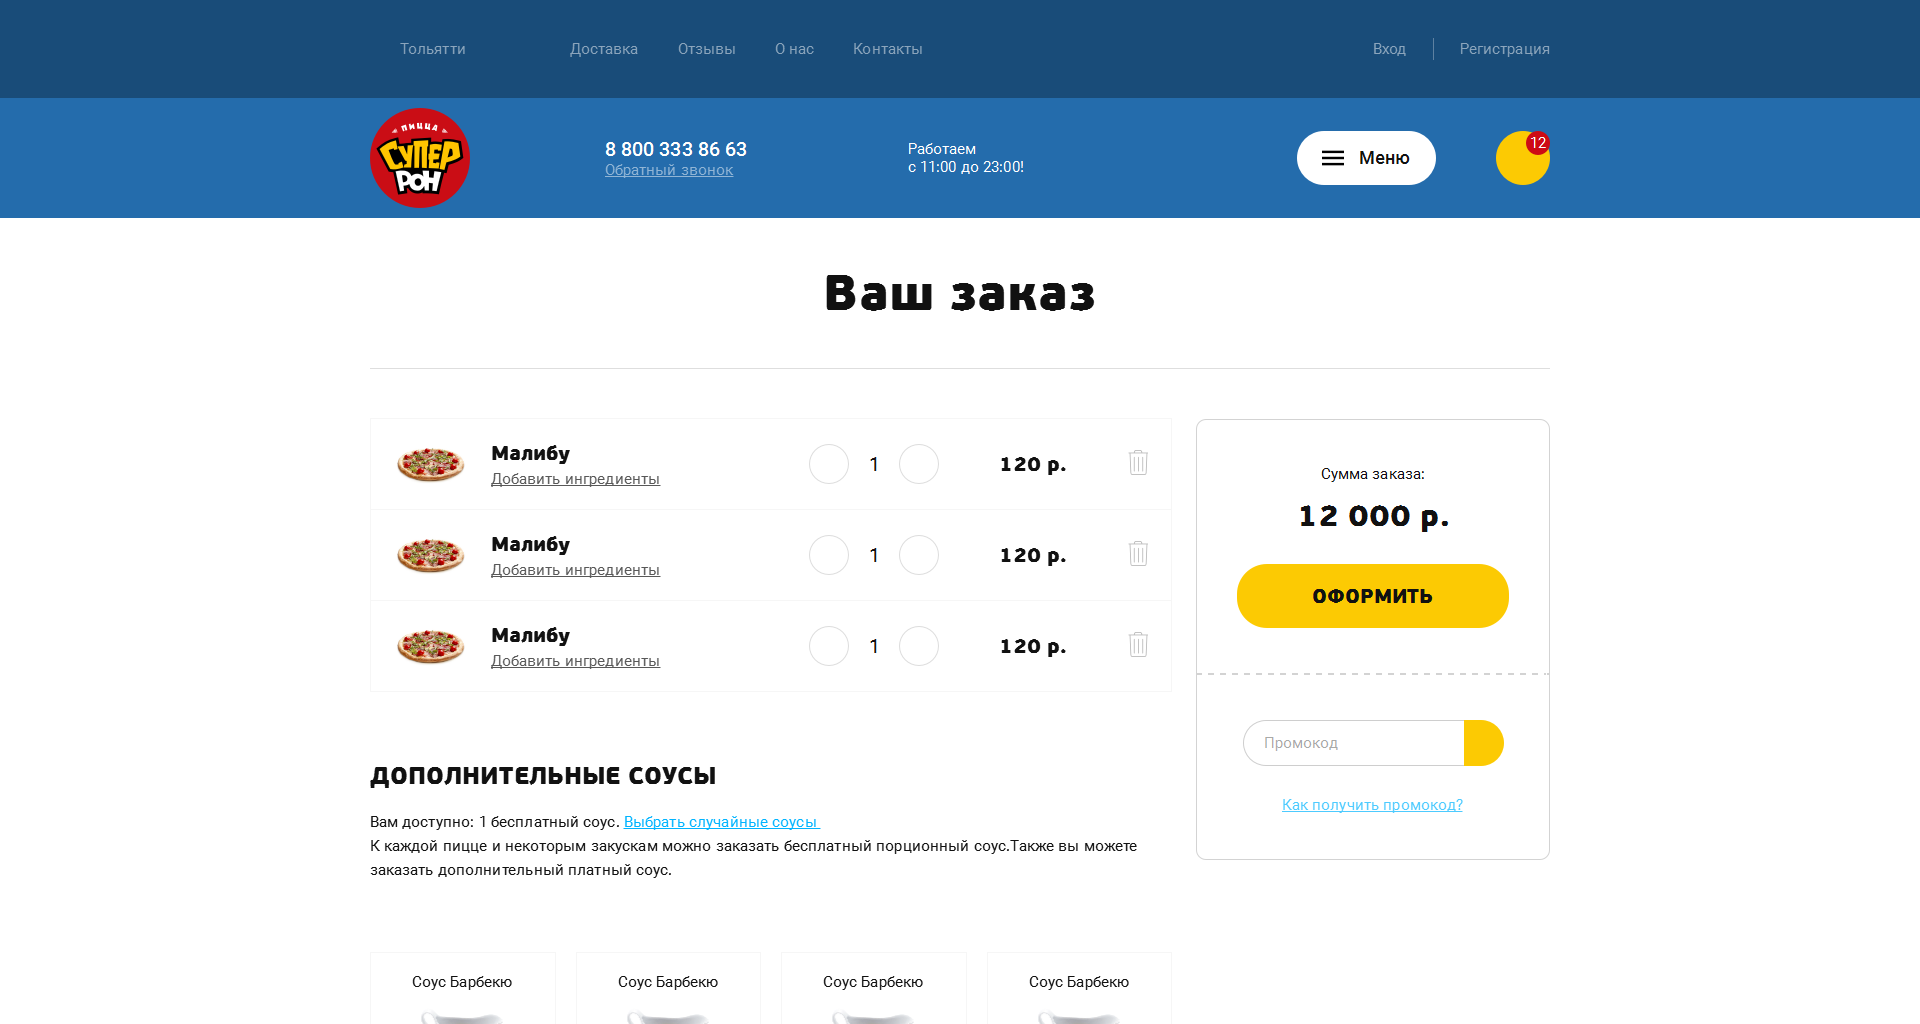 Тольятти
Доставка
Отзывы
О нас
Контакты
Вход
Регистрация
ПИЦЦА
СУПЕР
РОН
8 800 333 86 63
Обратный звонок
Работаем
с 11:00 до 23:00!
Меню
12
Ваш заказ
Малибу
Добавить ингредиенты
1
120 р.
Малибу
Добавить ингредиенты
1
120 р.
Малибу
Добавить ингредиенты
1
120 р.
Сумма заказа:
12 000 р.
ОФОРМИТЬ
Промокод
Как получить промокод?
ДОПОЛНИТЕЛЬНЫЕ СОУСЫ
Вам доступно: 1 бесплатный соус. Выбрать случайные соусы
К каждой пицце и некоторым закускам можно заказать бесплатный порционный соус.Также вы можете
заказать дополнительный платный соус.
Соус Барбекю
Соус Барбекю
Соус Барбекю
Соус Барбекю